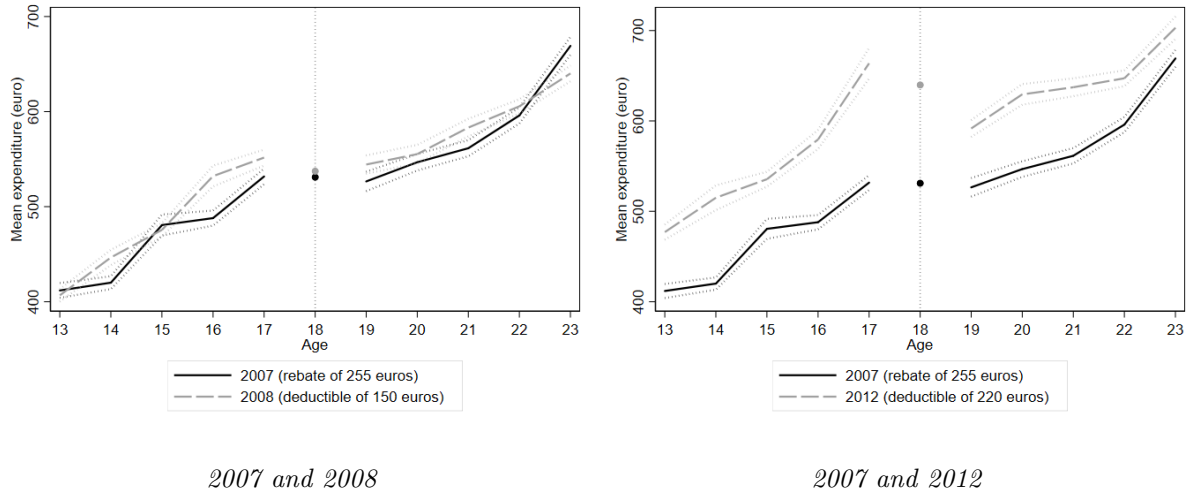 Mean expenditure (euro)
700
600
500
400
13 14 15 16 17 18 19 20 21 22 23
Age
2007 (rebate of 255 euros)
2008 (deductible of 150 euros)
2007 and 2008
Mean expenditure (euro)
700
600
500
400
13 14 15 16 17 18 19 20 21 22 23
Age
2007 (rebate of 255 euros)
2012 (deductible of 220 euros)
2007 and 2012